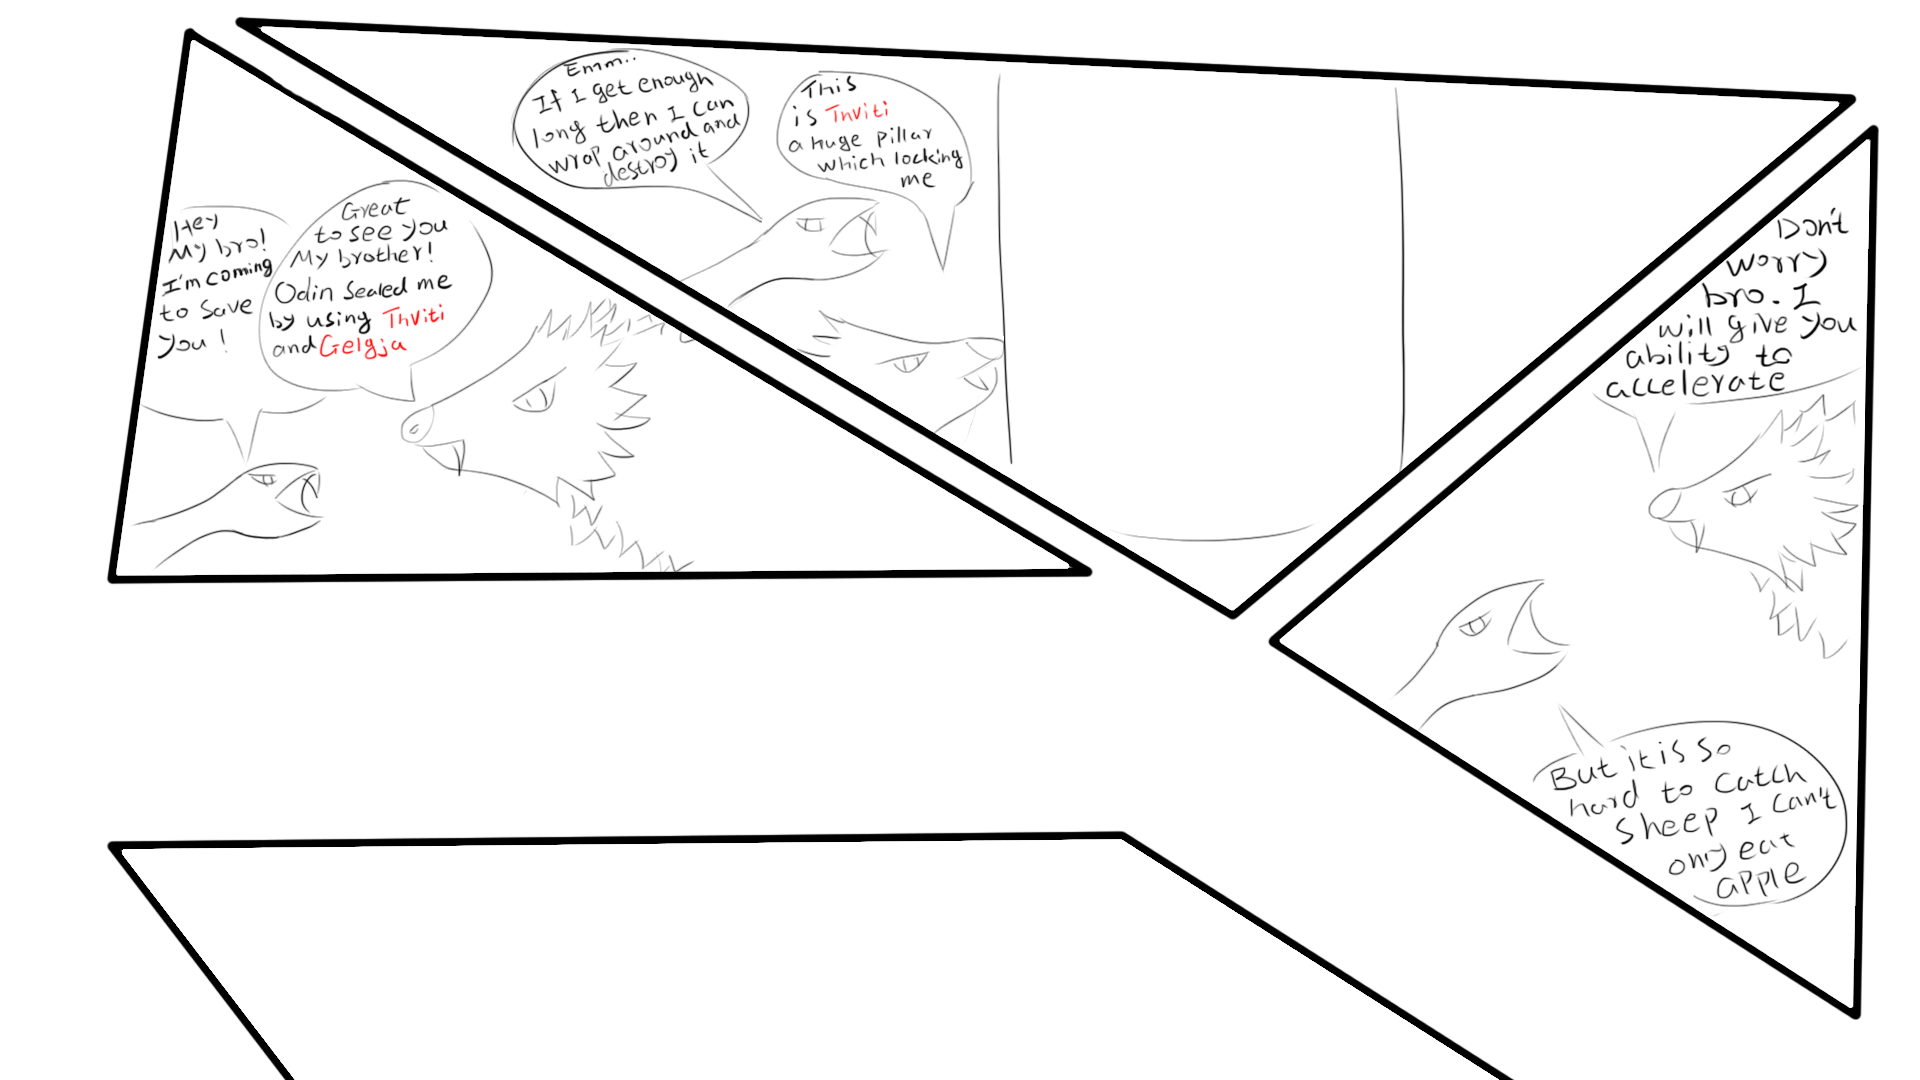 Hey
My bro!
I'm coming
to save
you!
Great
to see you
My brother!
Odin sealed me
by using Thviti
and Gelgja
Emm..
If I get enough
long then I can
wrap around and
destroy it
This
is Thviti
a huge pillar
which locking
me
Don't
worry
bro. I
will give you
ability to
accelerate
But it is so
hard to catch
sheep I can't
only eat
apple